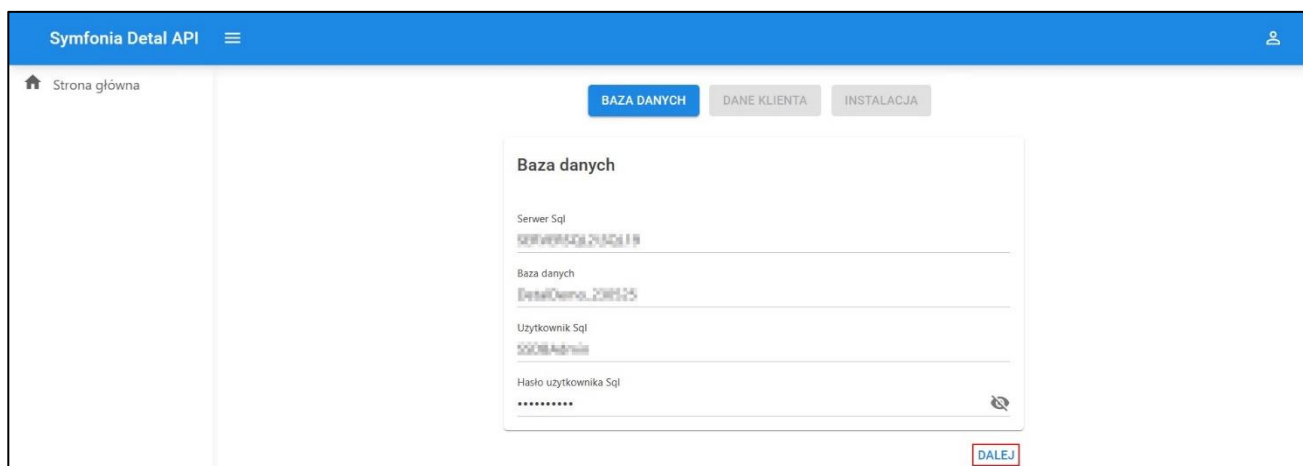 Symfonia Detal API
Strona główna
BAZA DANYCH DANE KLIENTA INSTALACJA
Baza danych
Serwer Sql
Baza danych
Użytkownik Sql
Hasło użytkownika Sql
••••••••••
DALEJ